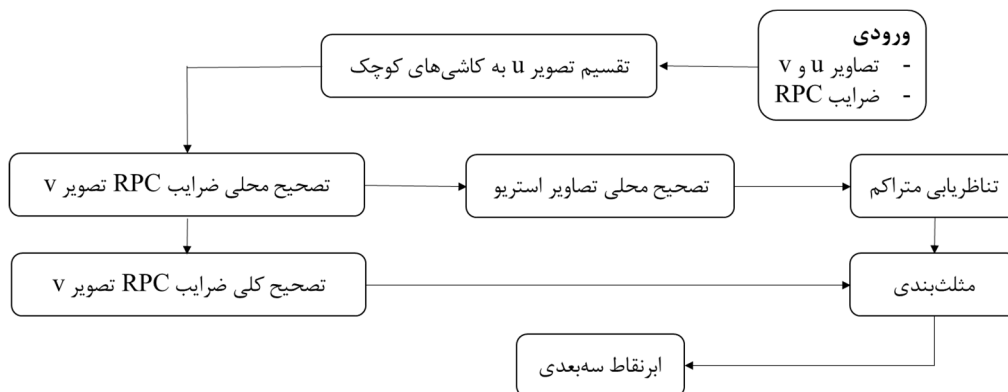 ورودی
- تصاویر u و v
- ضرایب RPC
تقسیم تصویر u به کاشی‌های کوچک
تصحیح محلی ضرایب RPC تصویر v
تصحیح محلی تصاویر استریو
تناظریابی متراکم
تصحیح کلی ضرایب RPC تصویر v
مثلث‌بندی
ابرنقاط سه‌بعدی